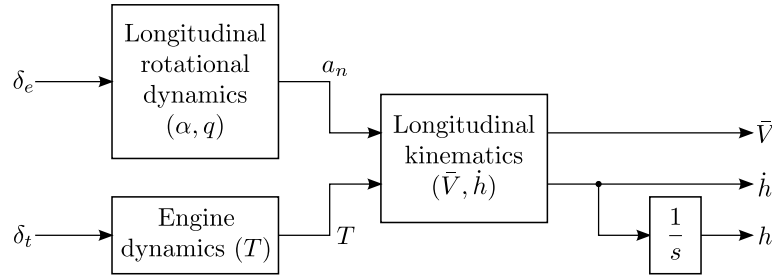 Longitudinal
rotational
dynamics
(α, q)
δₑ
aₙ
Longitudinal
kinematics
(V̄, ḣ)
V̄
ḣ
Engine
dynamics (T)
δₜ
T
1
s
h